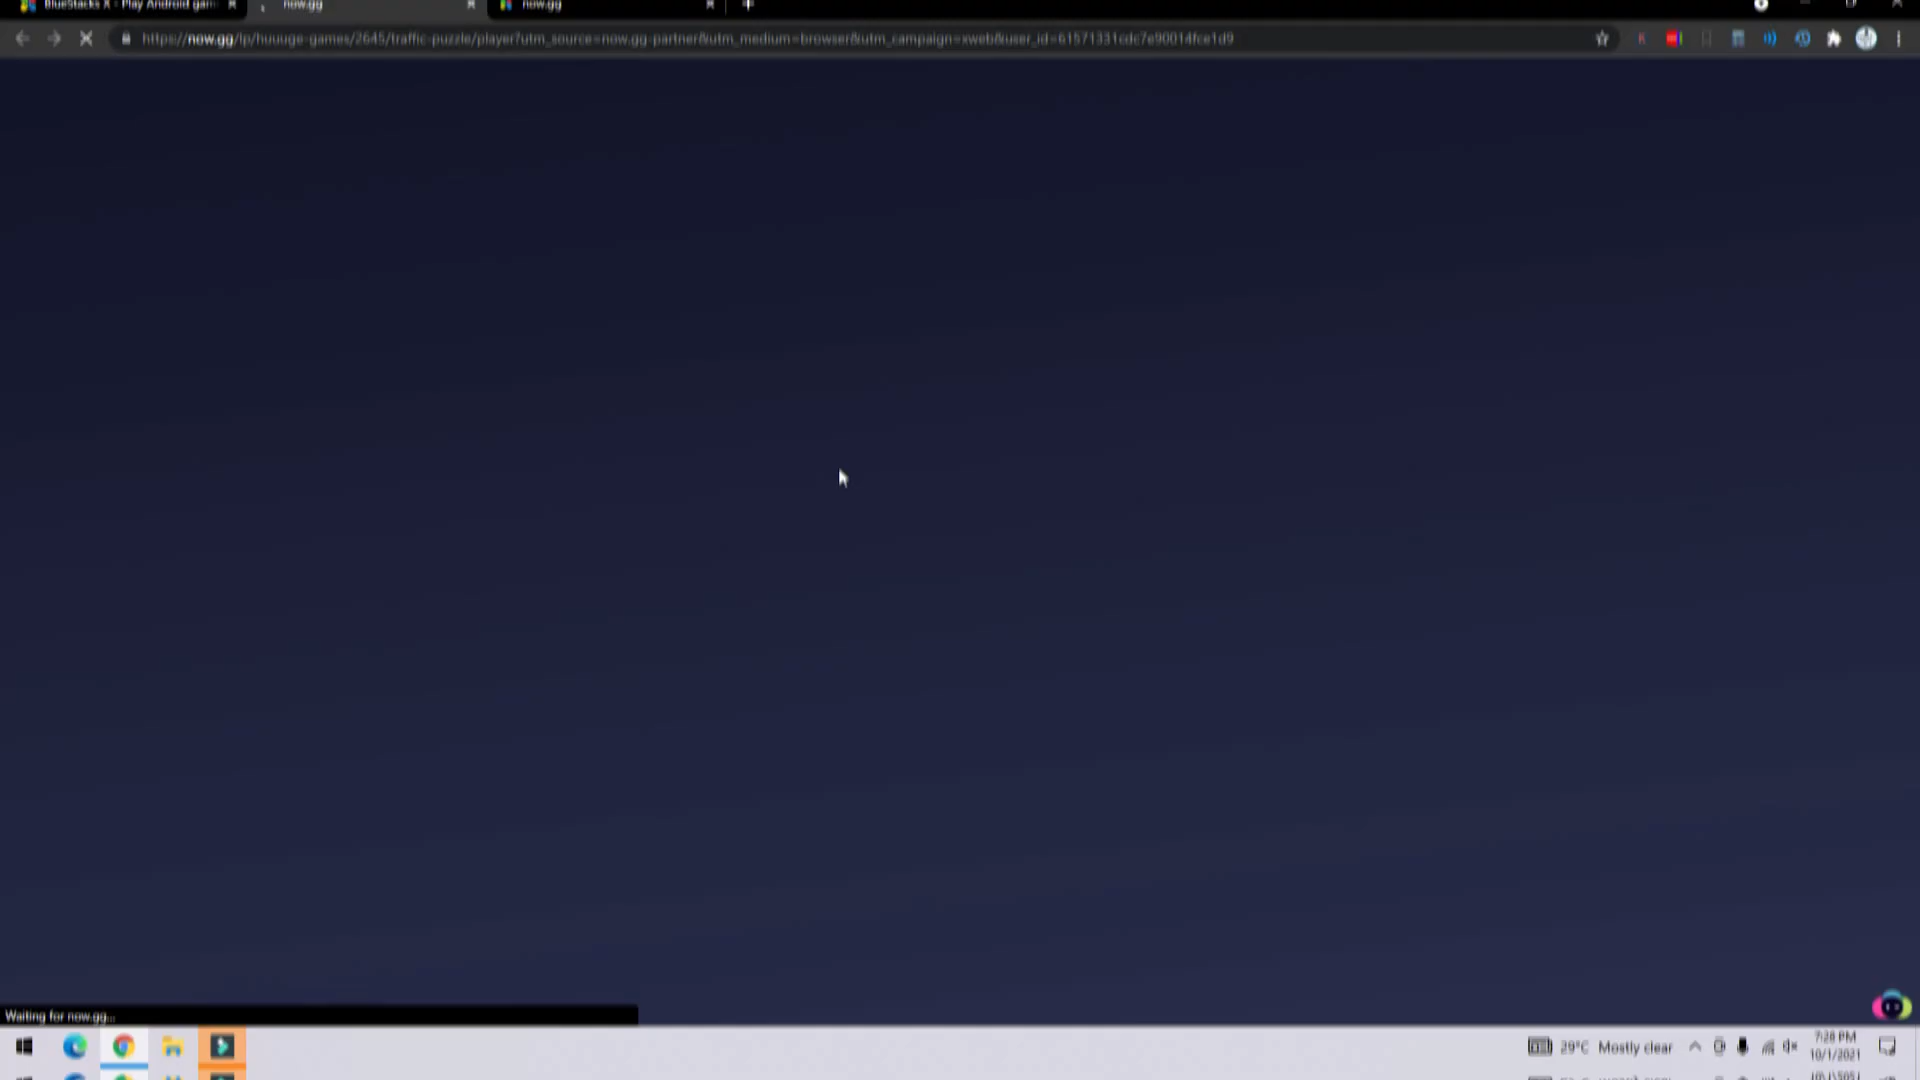 BlueStacks X - Play Android gam
now.gg
now.gg
https://now.gg/lp/huuuge-games/2645/traffic-puzzle/player?utm_source=now.gg-partner&utm_medium=browser&utm_campaign=xweb&user_id=61571331cdc7e90014fce1d9
Waiting for now.gg...
29°C Mostly clear
7:28 PM
10/1/2021